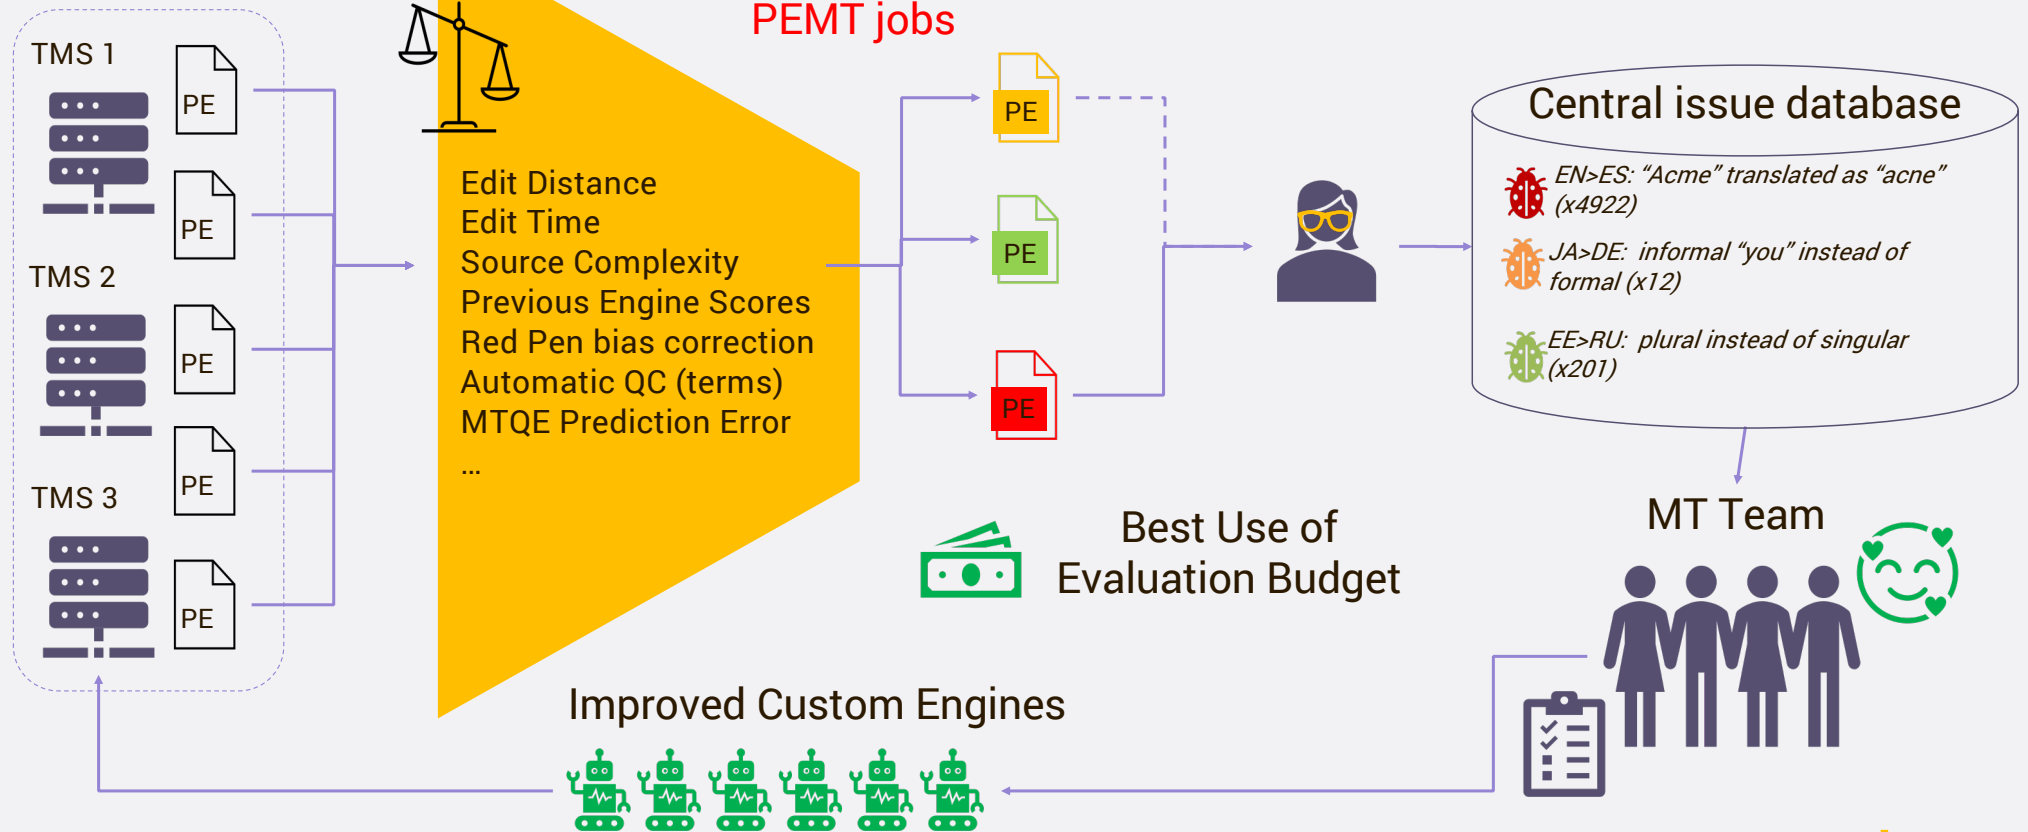 PEMT jobs
TMS 1
PE
PE
TMS 2
PE
PE
TMS 3
PE
Edit Distance
Edit Time
Source Complexity
Previous Engine Scores
Red Pen bias correction
Automatic QC (terms)
MTQE Prediction Error
...
PE
PE
PE
Central issue database
EN>ES: “Acme” translated as “acne”
(x4922)
JA>DE: informal “you” instead of
formal (x12)
EE>RU: plural instead of singular
(x201)
Best Use of
Evaluation Budget
MT Team
Improved Custom Engines